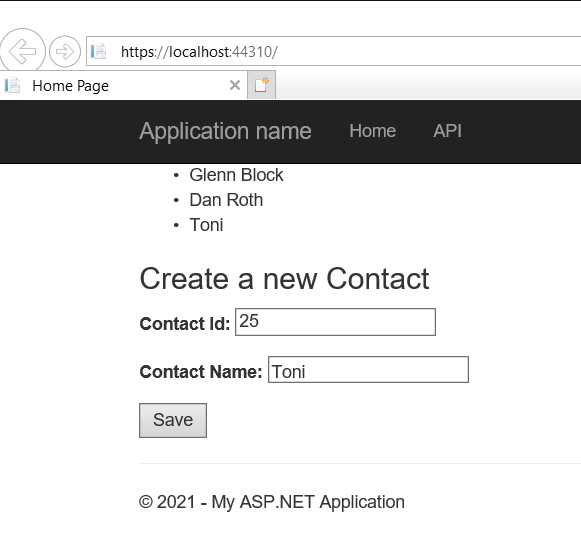 https://localhost:44310/
Home Page
Application name Home API
• Glenn Block
• Dan Roth
• Toni
Create a new Contact
Contact Id: 25
Contact Name: Toni
Save
© 2021 - My ASP.NET Application